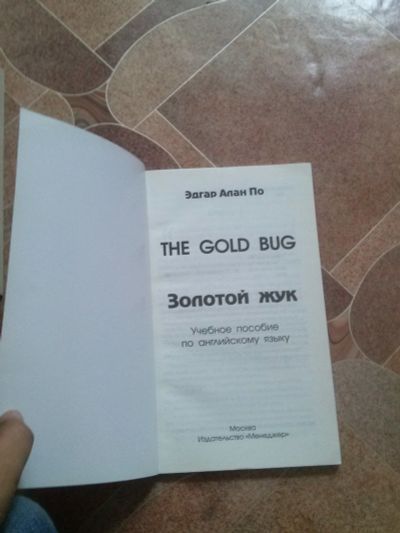 Эдгар Алан По
THE GOLD BUG
Золотой жук
Учебное пособие
по английскому языку
Москва
Издательство «Менеджер»